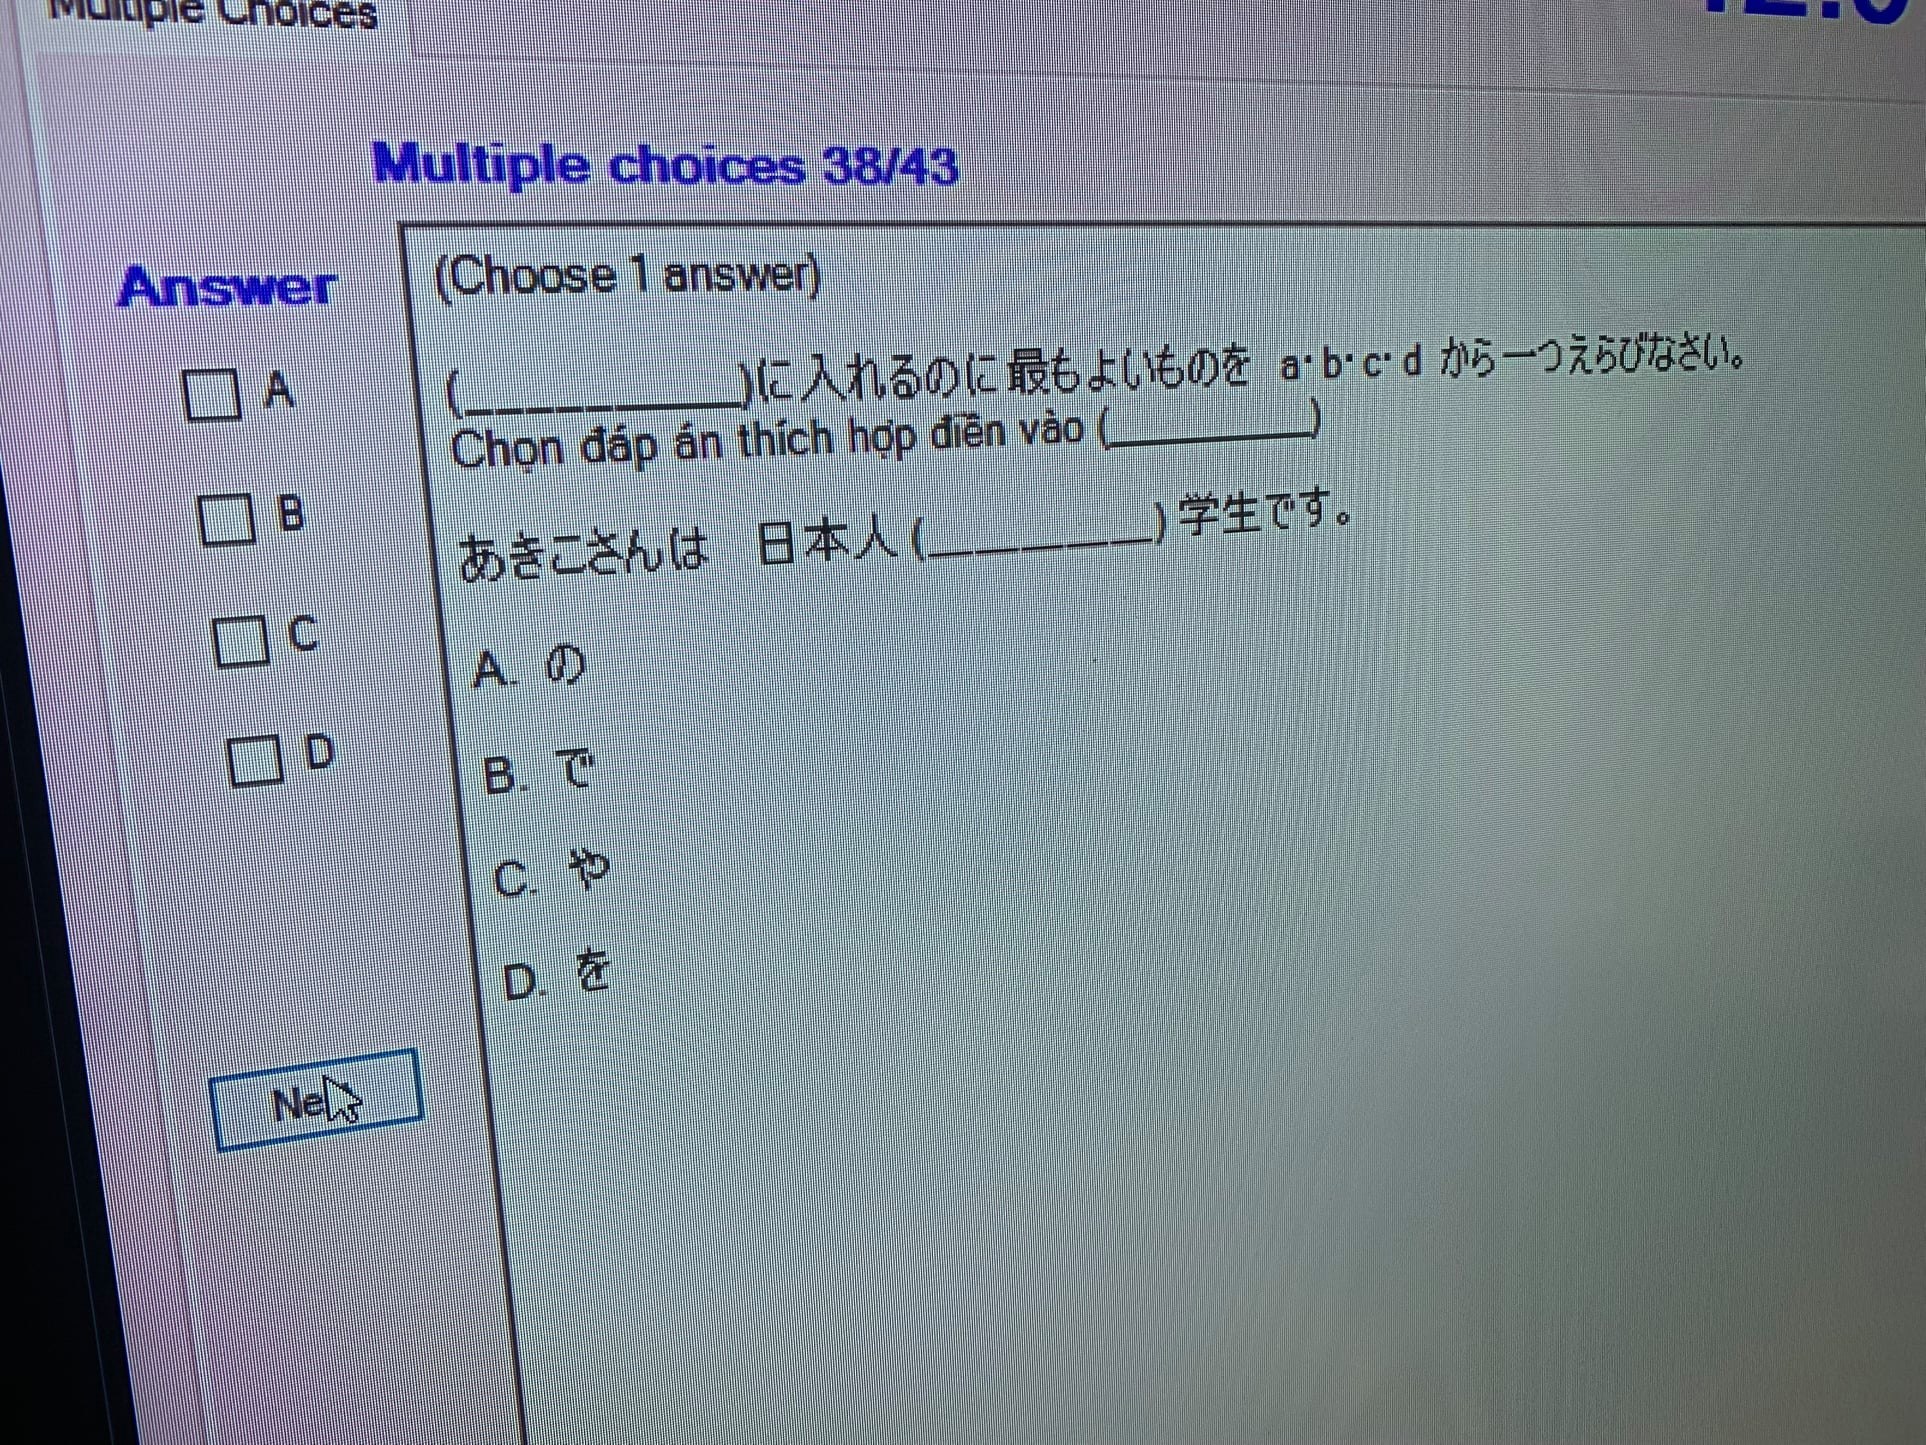 Multiple Choices
Multiple choices 38/43
Answer
(Choose 1 answer)
(__________)に入れるのに最もよいものを a・b・c・d から一つえらびなさい。
Chọn đáp án thích hợp điền vào (________)
あきこさんは 日本人(________)学生です。
A. の
B. で
C. や
D. を
A
B
C
D